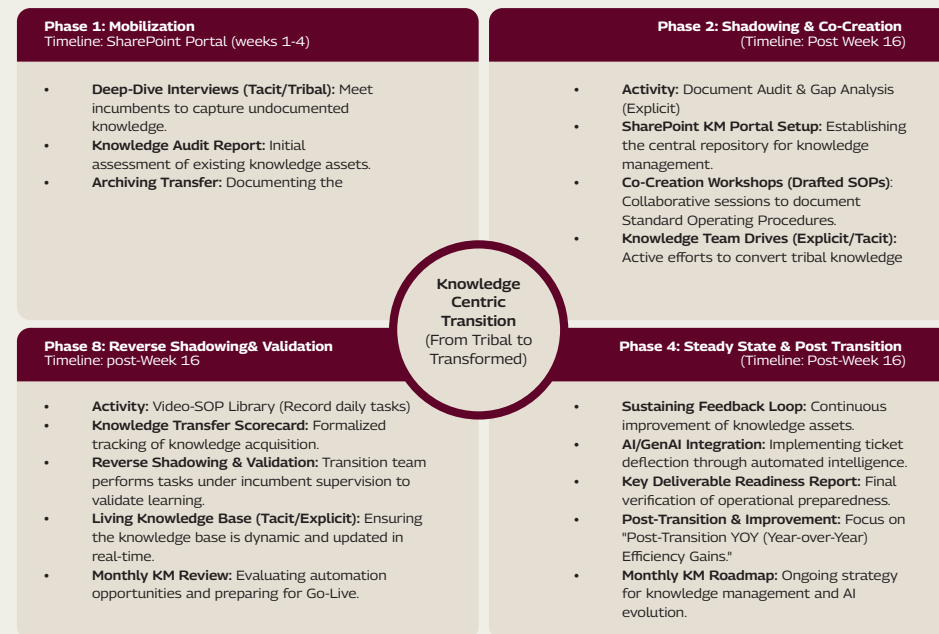 Phase 1: Mobilization
Timeline: SharePoint Portal (weeks 1-4)
• Deep-Dive Interviews (Tacit/Tribal): Meet
incumbents to capture undocumented
knowledge.
• Knowledge Audit Report: Initial
assessment of existing knowledge assets.
• Archiving Transfer: Documenting the
Phase 2: Shadowing & Co-Creation
(Timeline: Post Week 16)
• Activity: Document Audit & Gap Analysis
(Explicit)
• SharePoint KM Portal Setup: Establishing
the central repository for knowledge
management.
• Co-Creation Workshops (Drafted SOPs):
Collaborative sessions to document
Standard Operating Procedures.
• Knowledge Team Drives (Explicit/Tacit):
Active efforts to convert tribal knowledge
Knowledge
Centric
Transition
(From Tribal to
Transformed)
Phase 8: Reverse Shadowing& Validation
Timeline: post-Week 16
• Activity: Video-SOP Library (Record daily tasks)
• Knowledge Transfer Scorecard: Formalized
tracking of knowledge acquisition.
• Reverse Shadowing & Validation: Transition team
performs tasks under incumbent supervision to
validate learning.
• Living Knowledge Base (Tacit/Explicit): Ensuring
the knowledge base is dynamic and updated in
real-time.
• Monthly KM Review: Evaluating automation
opportunities and preparing for Go-Live.
Phase 4: Steady State & Post Transition
(Timeline: Post-Week 16)
• Sustaining Feedback Loop: Continuous
improvement of knowledge assets.
• AI/GenAI Integration: Implementing ticket
deflection through automated intelligence.
• Key Deliverable Readiness Report: Final
verification of operational preparedness.
• Post-Transition & Improvement: Focus on
"Post-Transition YOY (Year-over-Year)
Efficiency Gains."
• Monthly KM Roadmap: Ongoing strategy
for knowledge management and AI
evolution.